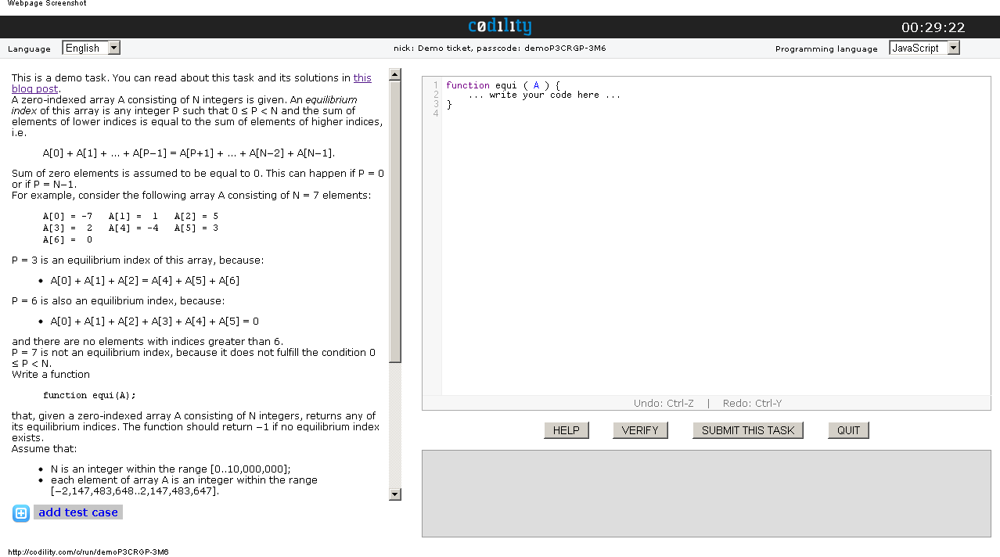 Webpage Screenshot
codility
00:29:22
Language English
nick: Demo ticket, passcode: demoP3CRGP-3M6
Programming language JavaScript
This is a demo task. You can read about this task and its solutions in this
blog post.
A zero-indexed array A consisting of N integers is given. An equilibrium
index of this array is any integer P such that 0 ≤ P < N and the sum of
elements of lower indices is equal to the sum of elements of higher indices,
i.e.
A[0] + A[1] + ... + A[P−1] = A[P+1] + ... + A[N−2] + A[N−1].
Sum of zero elements is assumed to be equal to 0. This can happen if P = 0
or if P = N−1.
For example, consider the following array A consisting of N = 7 elements:
A[0] = -7   A[1] =  1   A[2] = 5
A[3] =  2   A[4] = -4   A[5] = 3
A[6] =  0
P = 3 is an equilibrium index of this array, because:
• A[0] + A[1] + A[2] = A[4] + A[5] + A[6]
P = 6 is also an equilibrium index, because:
• A[0] + A[1] + A[2] + A[3] + A[4] + A[5] = 0
and there are no elements with indices greater than 6.
P = 7 is not an equilibrium index, because it does not fulfill the condition 0
≤ P < N.
Write a function
function equi(A);
that, given a zero-indexed array A consisting of N integers, returns any of
its equilibrium indices. The function should return −1 if no equilibrium index
exists.
Assume that:
• N is an integer within the range [0..10,000,000];
• each element of array A is an integer within the range
[−2,147,483,648..2,147,483,647].
add test case
1 function equi ( A ) {
2     ... write your code here ...
3 }
4
Undo: Ctrl-Z | Redo: Ctrl-Y
HELP VERIFY SUBMIT THIS TASK QUIT
http://codility.com/c/run/demoP3CRGP-3M6